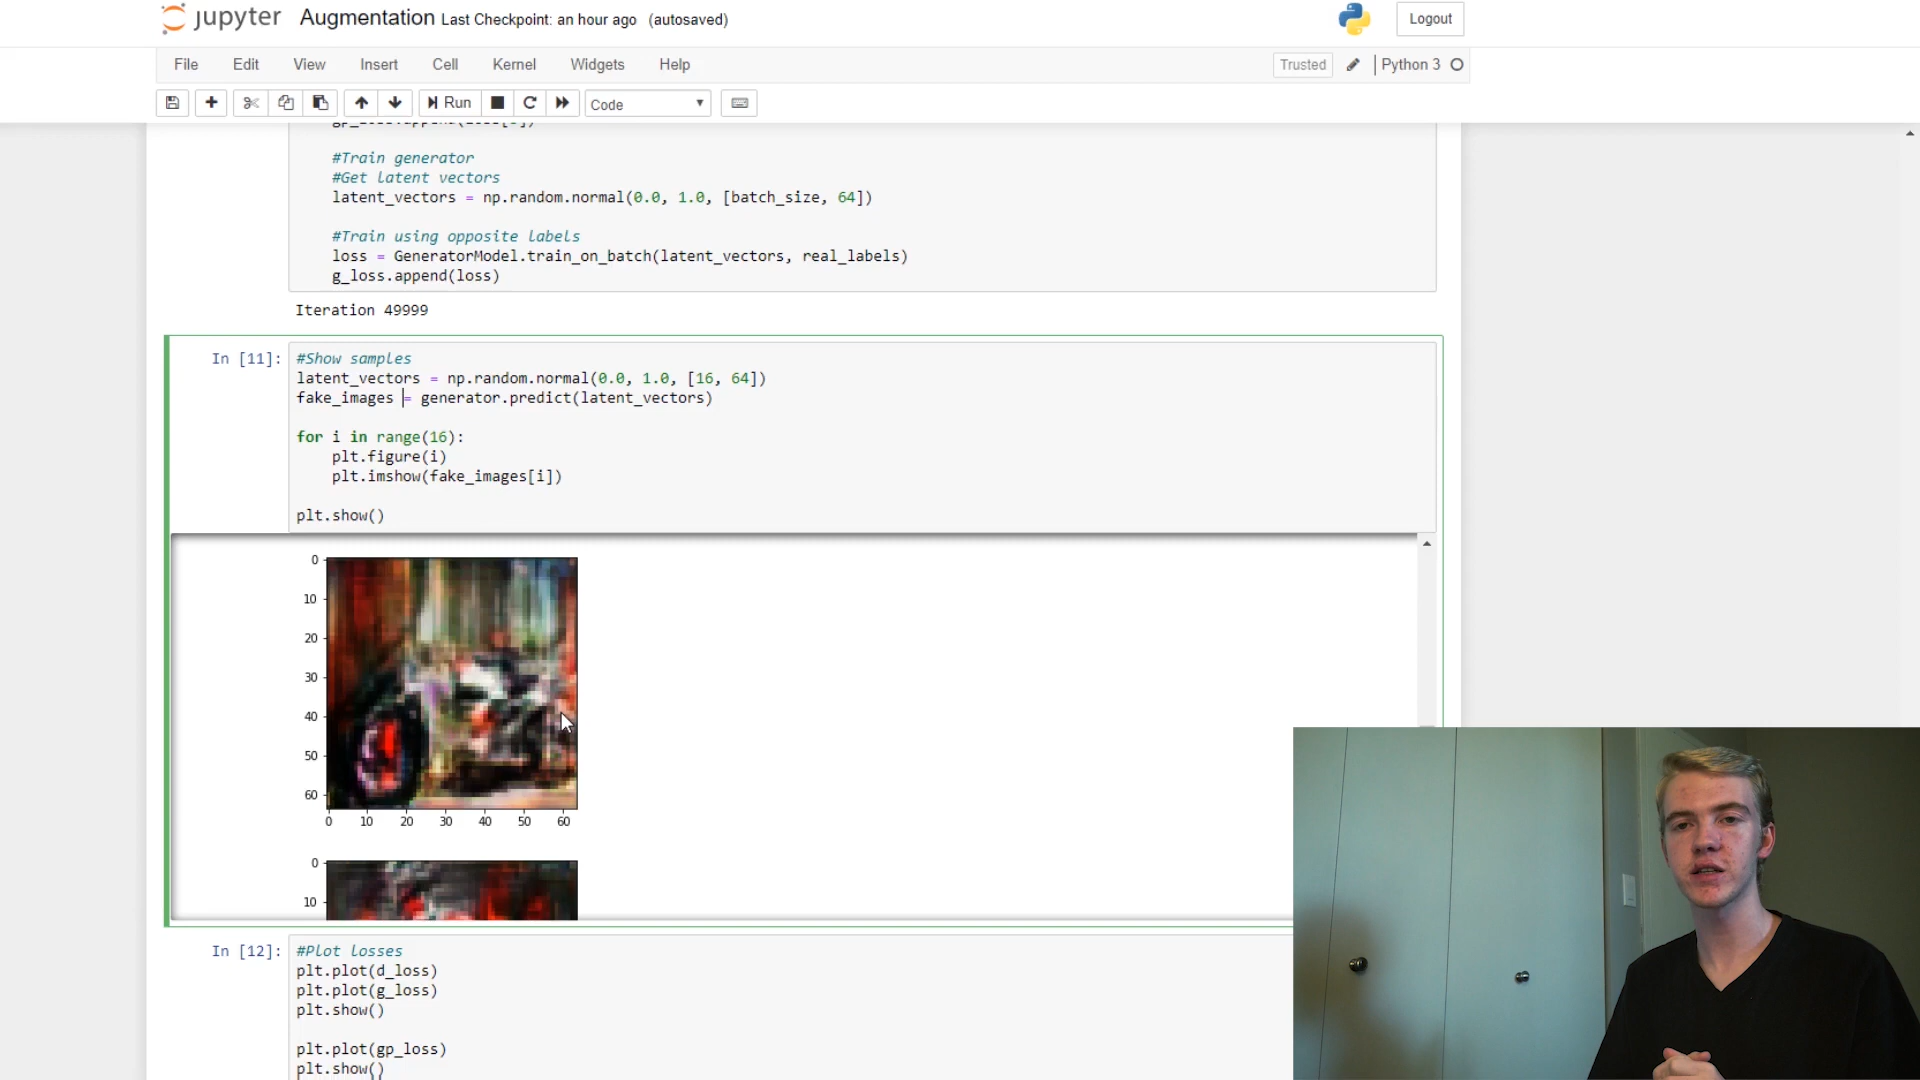 jupyter Augmentation Last Checkpoint: an hour ago (autosaved) Logout
File Edit View Insert Cell Kernel Widgets Help Trusted Python 3
Run Code
#Train generator
#Get latent vectors
latent_vectors = np.random.normal(0.0, 1.0, [batch_size, 64])
#Train using opposite labels
loss = GeneratorModel.train_on_batch(latent_vectors, real_labels)
g_loss.append(loss)
Iteration 49999
In [11]: #Show samples
latent_vectors = np.random.normal(0.0, 1.0, [16, 64])
fake_images = generator.predict(latent_vectors)
for i in range(16):
plt.figure(i)
plt.imshow(fake_images[i])
plt.show()
0
10
20
30
40
50
60
0 10 20 30 40 50 60
0
10
In [12]: #Plot losses
plt.plot(d_loss)
plt.plot(g_loss)
plt.show()
plt.plot(gp_loss)
plt.show()